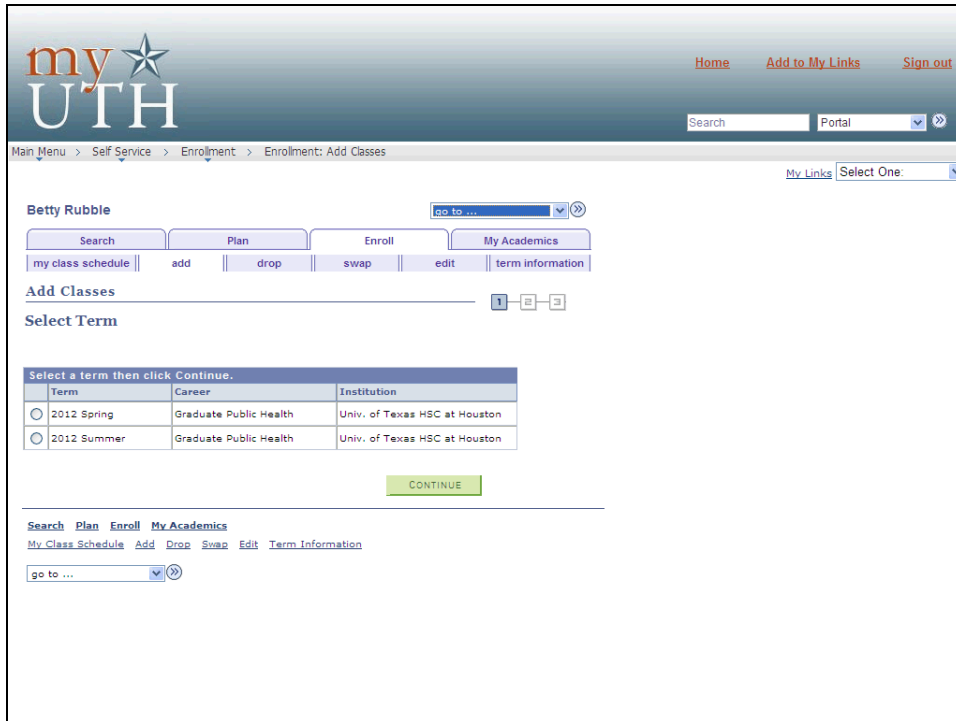 my
UTH
Home Add to My Links Sign out
Search Portal
Main Menu > Self Service > Enrollment > Enrollment: Add Classes
My Links Select One:
Betty Rubble go to ...
Search Plan Enroll My Academics
my class schedule add drop swap edit term information
Add Classes 1 2 3
Select Term
Select a term then click Continue.
Term Career Institution
2012 Spring Graduate Public Health Univ. of Texas HSC at Houston
2012 Summer Graduate Public Health Univ. of Texas HSC at Houston
CONTINUE
Search Plan Enroll My Academics
My Class Schedule Add Drop Swap Edit Term Information
go to ...